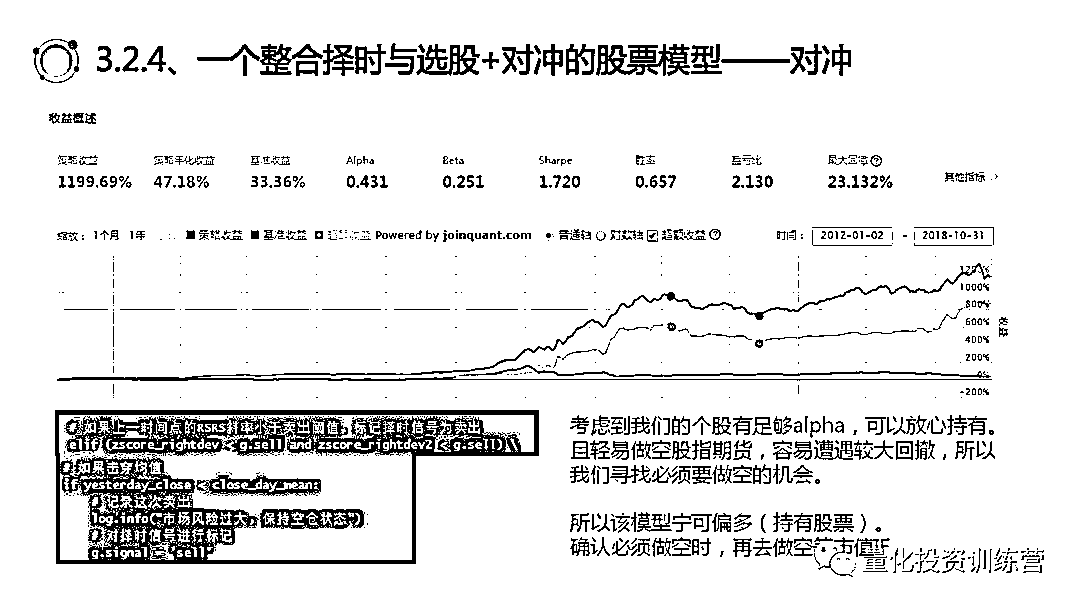 3.2.4、一个整合择时与选股+对冲的股票模型——对冲
收益概述
策略收益 策略年化收益 基准收益 Alpha Beta Sharpe 胜率 盈亏比 最大回撤
1199.69% 47.18% 33.36% 0.431 0.251 1.720 0.657 2.130 23.132%
其他指标
缩放： 1个月 1年 策略收益 基准收益 超额收益 Powered by joinquant.com 普通轴 对数轴 超额收益 时间： 2012-01-02 - 2018-10-31
1000%
800%
600%
400%
200%
0%
-200%
收益
# 如果上一时间点的RSRS斜率小于卖出阈值，标记择时信号为卖出
elif (zscore_rightdev < g.sell and zscore_rightdev2 < g.sell)\
# 如果击穿均值
if yesterday_close < close_day_mean:
# 记录这次卖出
log.info("市场风险过大，保持空仓状态")
# 对择时信号进行标记
g.signal = "sell"
考虑到我们的个股有足够alpha，可以放心持有。
且轻易做空股指期货，容易遭遇较大回撤，所以
我们寻找必须要做空的机会。
所以该模型宁可偏多（持有股票）。
确认必须做空时，再去做空
量化投资训练营